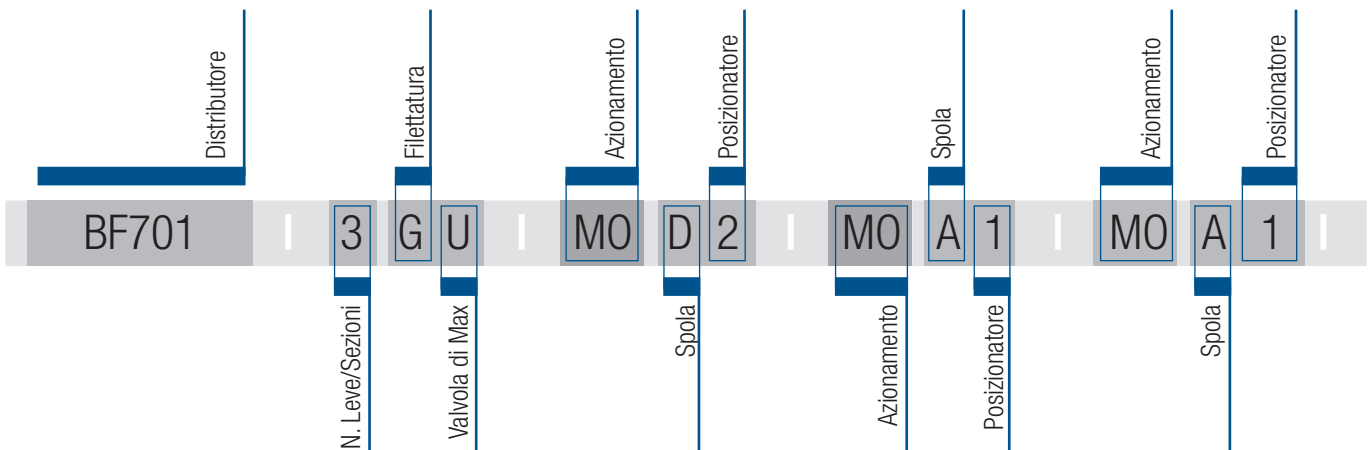 Distributore
Filettatura
Azionamento
Posizionatore
Spola
Azionamento
Posizionatore
BF701 3 G U MO D 2 MO A 1 MO A 1
N. Leve/Sezioni
Valvola di Max
Spola
Azionamento
Posizionatore
Spola